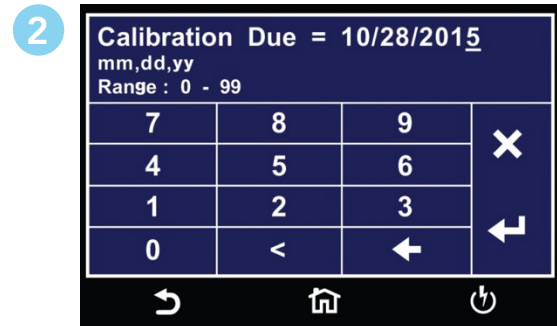 2
Calibration Due = 10/28/2015
mm,dd,yy
Range : 0 - 99
7 8 9
4 5 6
1 2 3
0 <